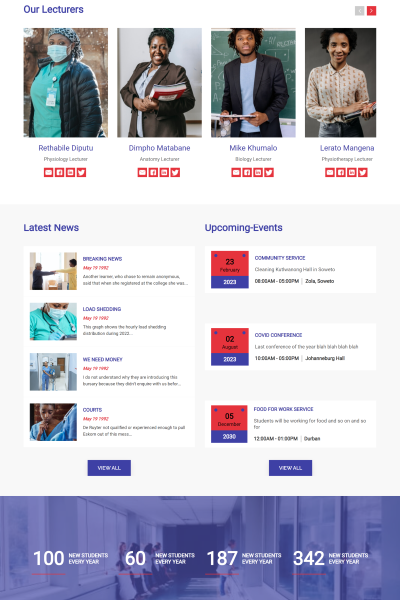 Our Lecturers
Rethabile Diputu
Physiology Lecturer
Dimpho Matabane
Anatomy Lecturer
Mike Khumalo
Biology Lecturer
Lerato Mangena
Physiotherapy Lecturer
Latest News
BREAKING NEWS
May 19 1992
Another learner, who chose to remain anonymous,
said that when she registered at the college she was...
LOAD SHEDDING
May 19 1992
This graph shows the hourly load shedding
distribution during 2022...
WE NEED MONEY
May 19 1992
I do not understand why they are introducing this
bursary because they didn't enquire with us befor...
COURTS
May 19 1992
De Ruyter not qualified or experienced enough to pull
Eskom out of this mess...
VIEW ALL
Upcoming-Events
23
February
2023
COMMUNITY SERVICE
Cleaning Kutlwanong Hall in Soweto
08:00AM - 05:00PM | Zola, Soweto
02
August
2023
COVID CONFERENCE
Last conference of the year blah blah blah blah
10:00AM - 05:00PM | Johanneburg Hall
05
December
2030
FOOD FOR WORK SERVICE
Students will be working for food and so on and so
for
12:00AM - 01:00PM | Durban
VIEW ALL
100 NEW STUDENTS
EVERY YEAR
60 NEW STUDENTS
EVERY YEAR
187 NEW STUDENTS
EVERY YEAR
342 NEW STUDENTS
EVERY YEAR